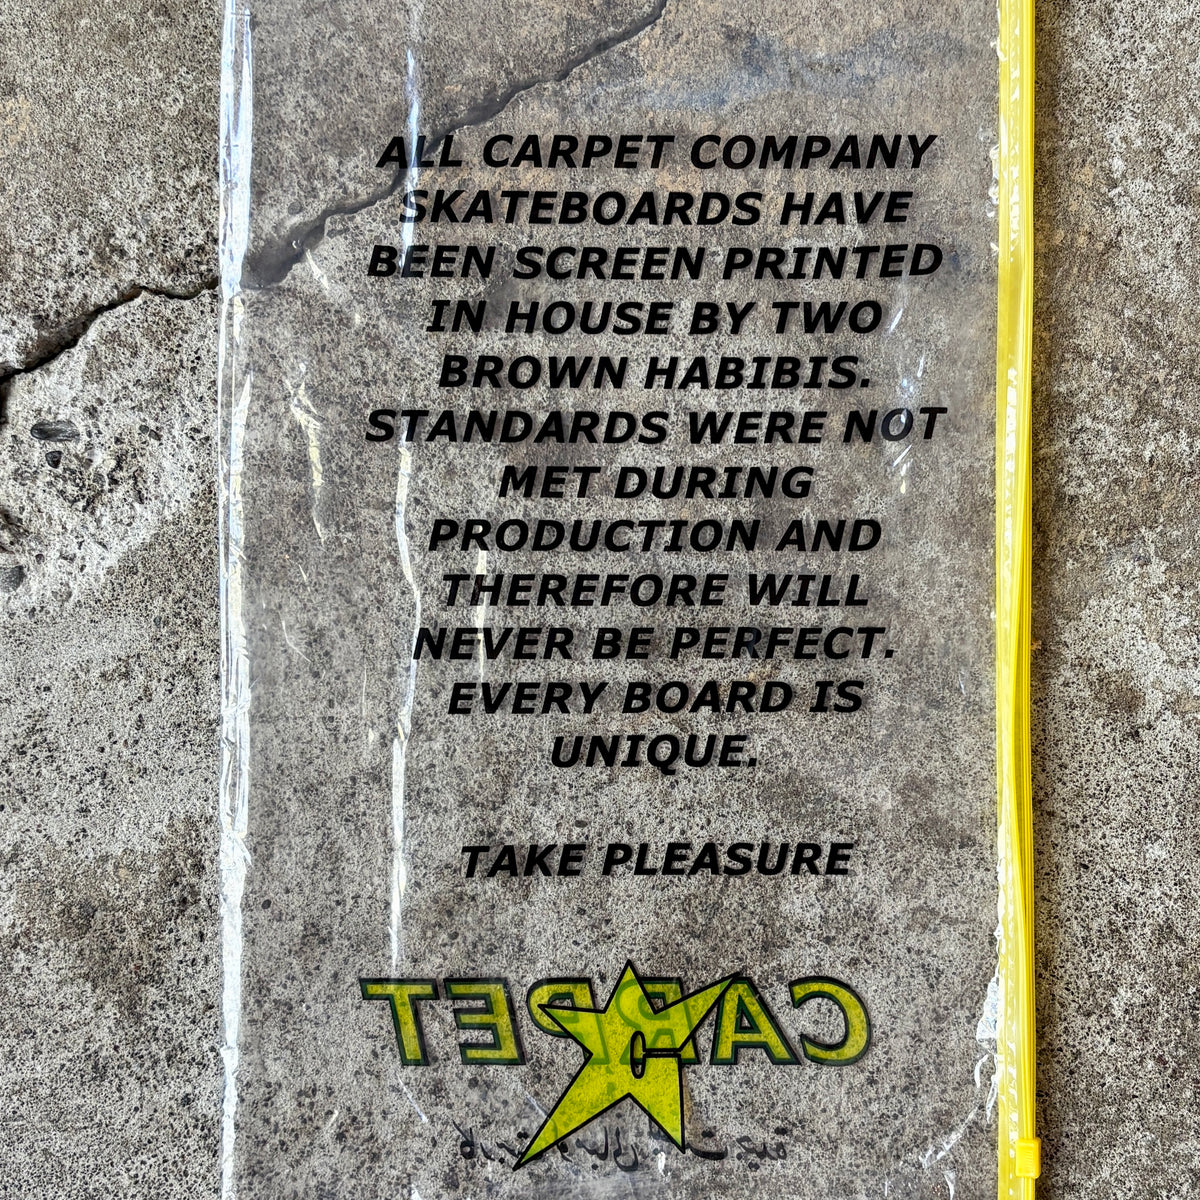 ALL CARPET COMPANY
SKATEBOARDS HAVE
BEEN SCREEN PRINTED
IN HOUSE BY TWO
BROWN HABIBIS.
STANDARDS WERE NOT
MET DURING
PRODUCTION AND
THEREFORE WILL
NEVER BE PERFECT.
EVERY BOARD IS
UNIQUE.
TAKE PLEASURE
CARPET
C